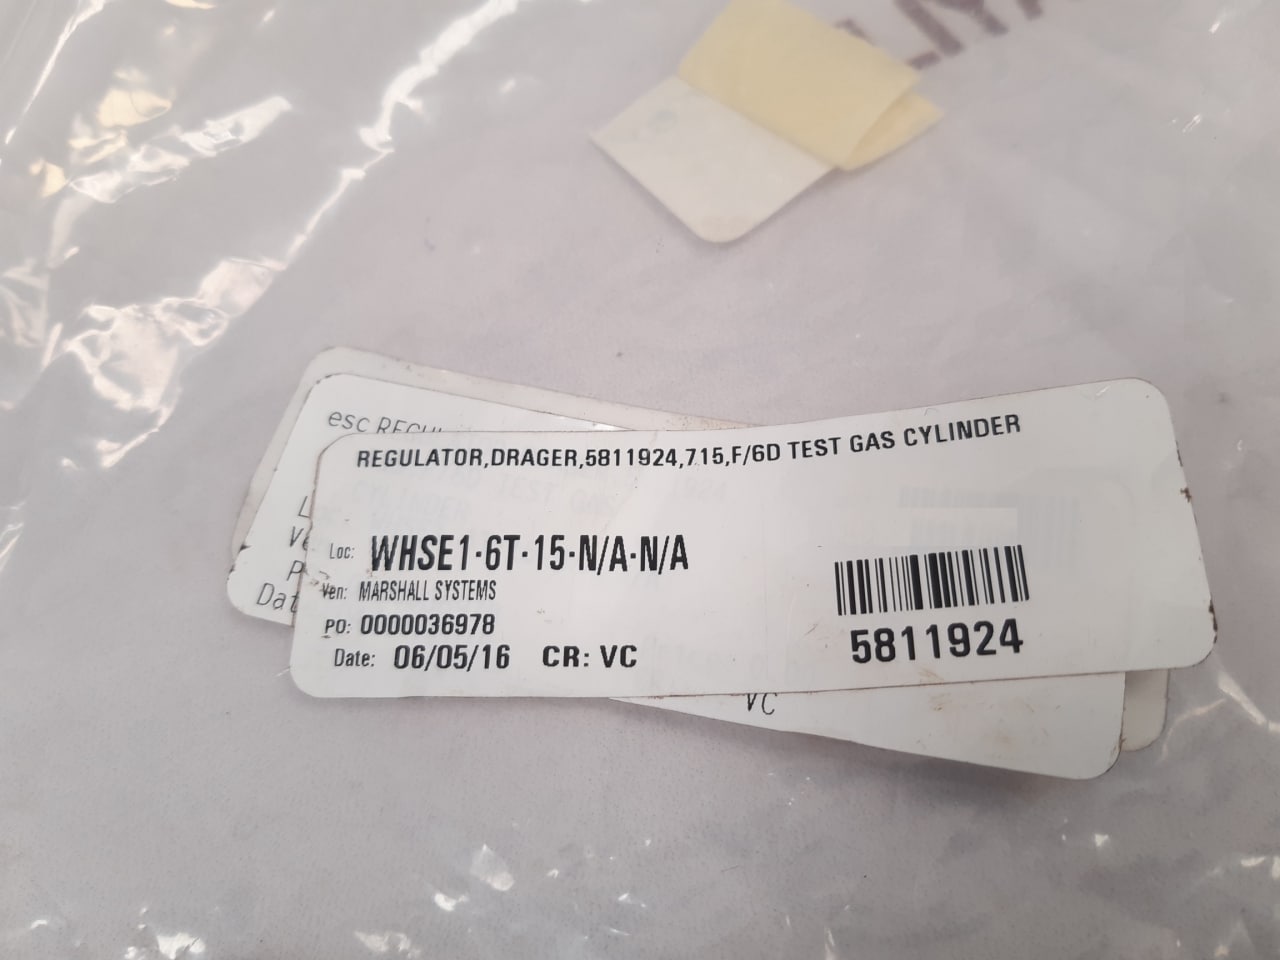 esc REGUL
REGULATOR,DRAGER,5811924,715,F/6D TEST GAS CYLINDER
Loc: WHSE1-6T-15-N/A-N/A
Ven: MARSHALL SYSTEMS
PO: 0000036978
Date: 06/05/16 CR: VC
5811924
Dat
VC